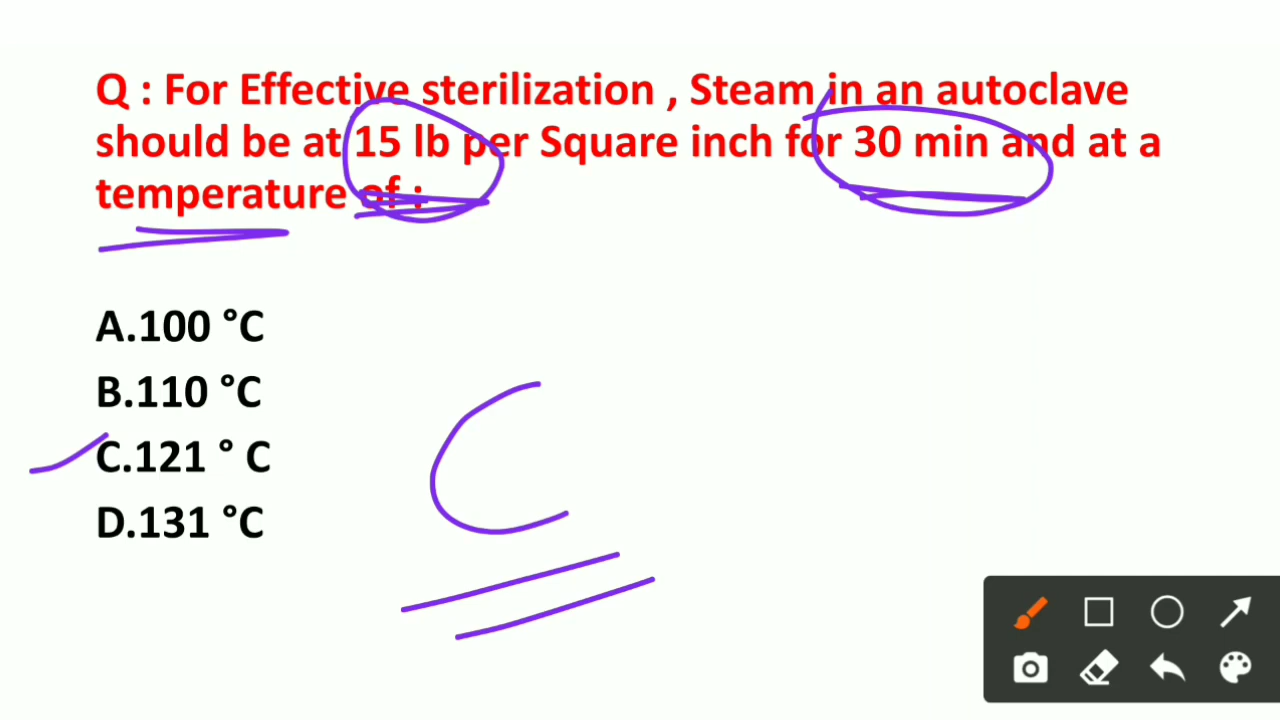 Q : For Effective sterilization , Steam in an autoclave
should be at 15 lb per Square inch for 30 min and at a
temperature of :
A.100 °C
B.110 °C
C.121 ° C
D.131 °C
C